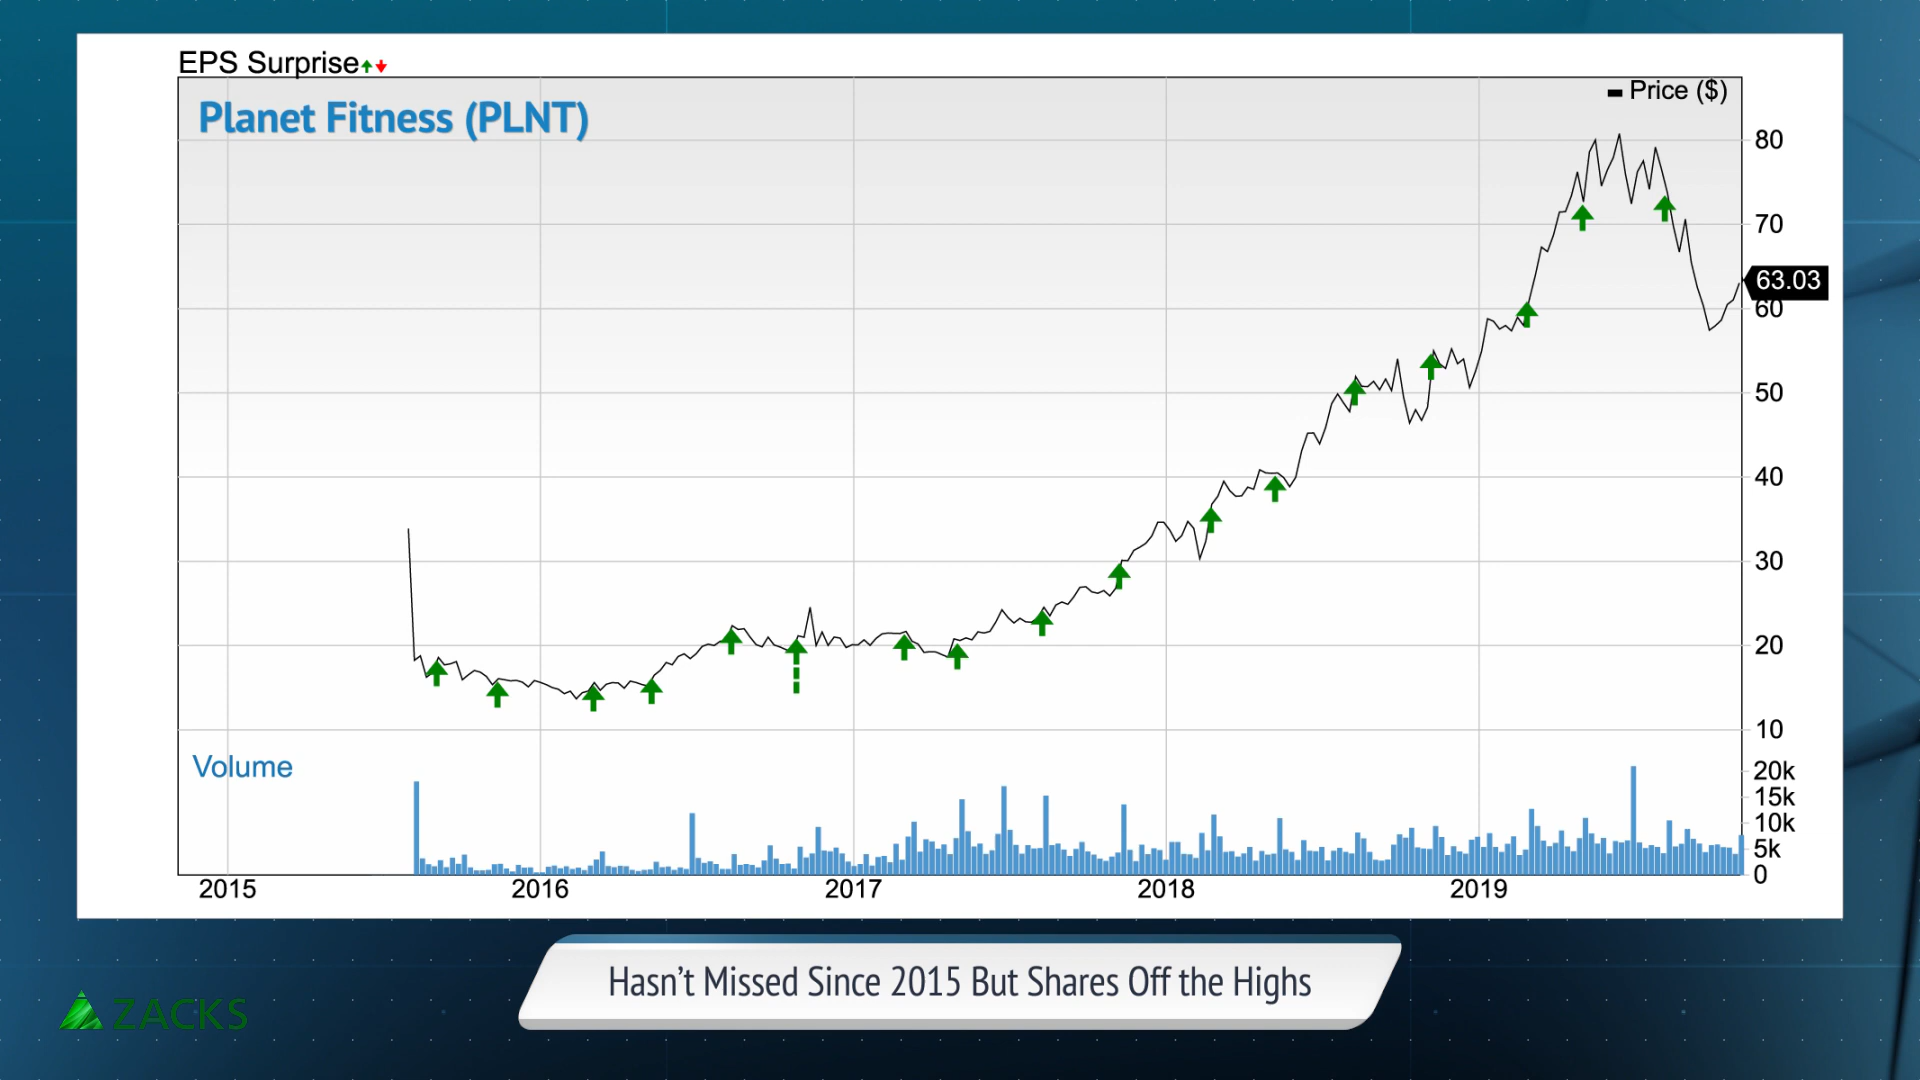 EPS Surprise
Planet Fitness (PLNT)
Price ($)
80
70
63.03
60
50
40
30
20
10
Volume
20k
15k
10k
5k
0
2015 2016 2017 2018 2019
Hasn't Missed Since 2015 But Shares Off the Highs
ZACKS